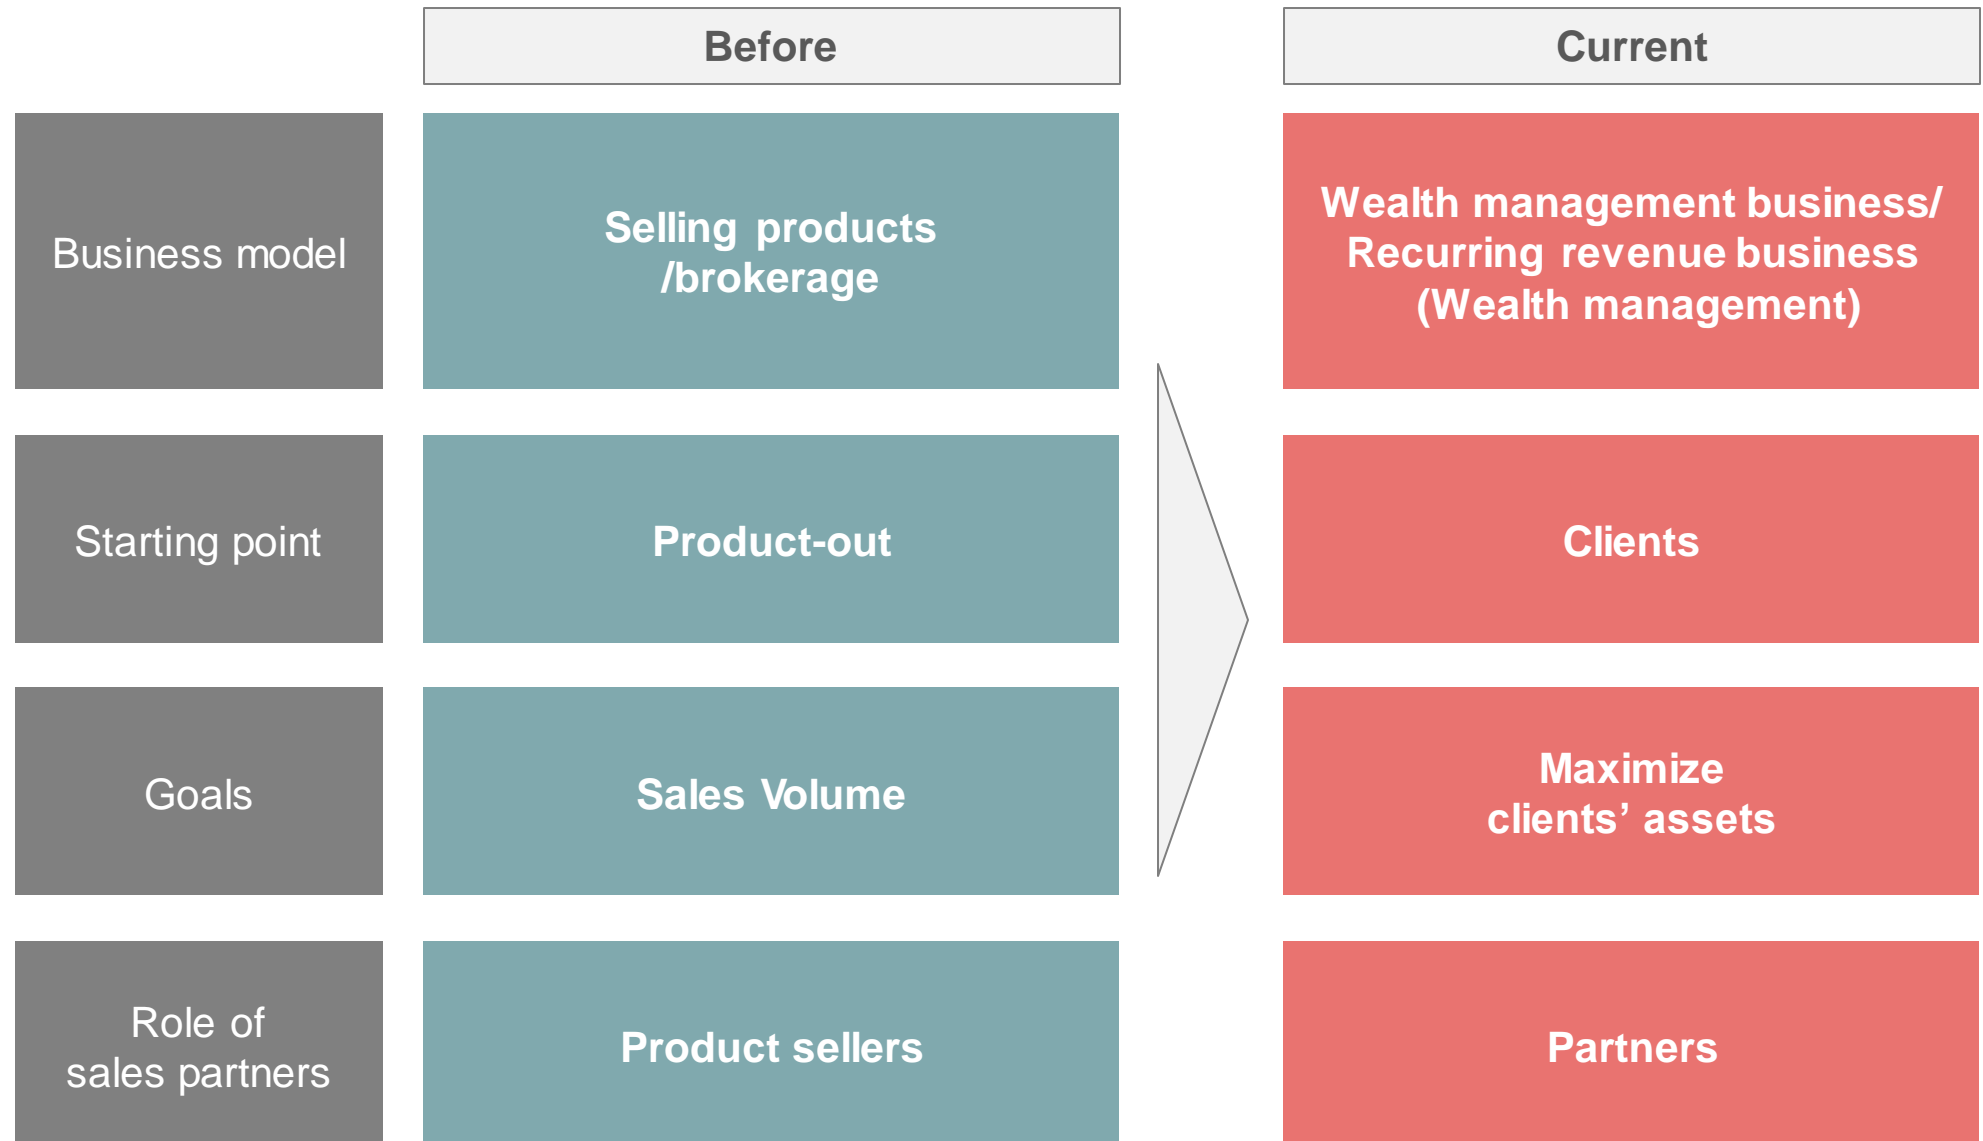 Before
Current
Business model
Selling products
/brokerage
Wealth management business/
Recurring revenue business
(Wealth management)
Starting point
Product-out
Clients
Goals
Sales Volume
Maximize
clients’ assets
Role of
sales partners
Product sellers
Partners